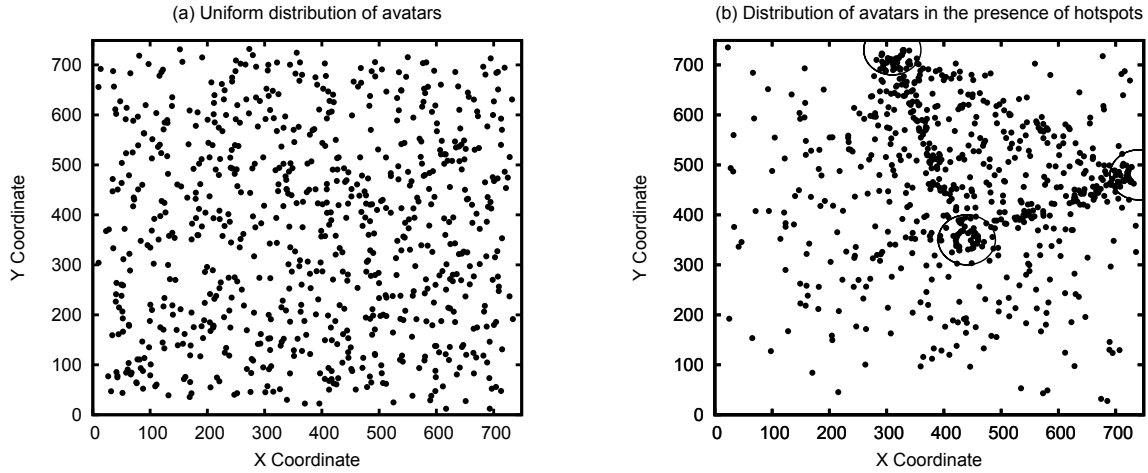 (a) Uniform distribution of avatars
700
600
500
400
300
200
100
0
Y Coordinate
0 100 200 300 400 500 600 700
X Coordinate
(b) Distribution of avatars in the presence of hotspots
700
600
500
400
300
200
100
0
Y Coordinate
0 100 200 300 400 500 600 700
X Coordinate